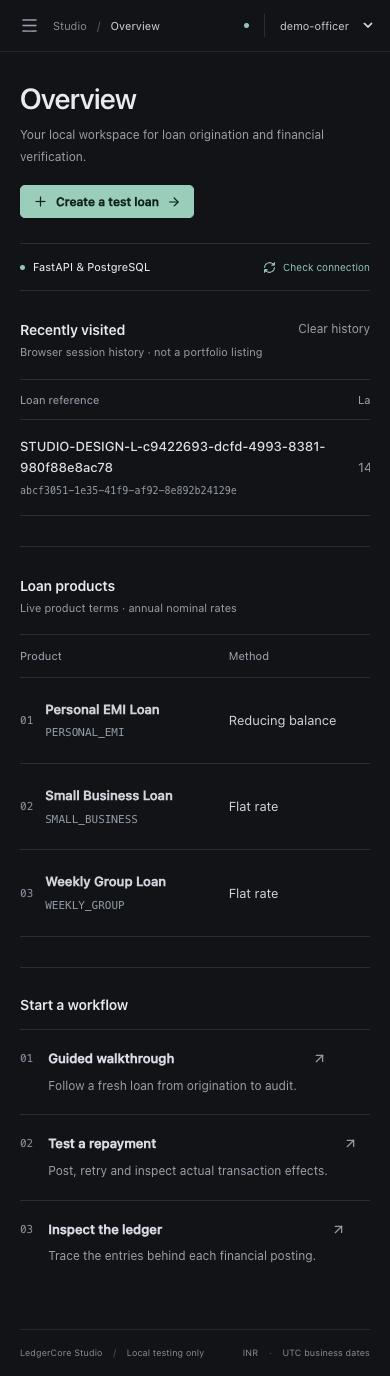 Studio / Overview demo-officer
Overview
Your local workspace for loan origination and financial
verification.
Create a test loan
FastAPI & PostgreSQL Check connection
Recently visited Clear history
Browser session history · not a portfolio listing
Loan reference La
STUDIO-DESIGN-L-c9422693-dcfd-4993-8381-
980f88e8ac78 14
abcf3051-1e35-41f9-af92-8e892b24129e
Loan products
Live product terms · annual nominal rates
Product Method
01 Personal EMI Loan Reducing balance
PERSONAL_EMI
02 Small Business Loan Flat rate
SMALL_BUSINESS
03 Weekly Group Loan Flat rate
WEEKLY_GROUP
Start a workflow
01 Guided walkthrough
Follow a fresh loan from origination to audit.
02 Test a repayment
Post, retry and inspect actual transaction effects.
03 Inspect the ledger
Trace the entries behind each financial posting.
LedgerCore Studio / Local testing only INR · UTC business dates